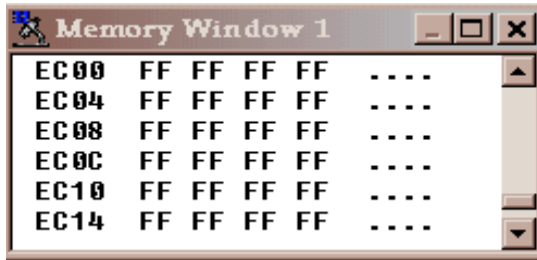 Memory Window 1
EC00 FF FF FF FF ....
EC04 FF FF FF FF ....
EC08 FF FF FF FF ....
EC0C FF FF FF FF ....
EC10 FF FF FF FF ....
EC14 FF FF FF FF ....